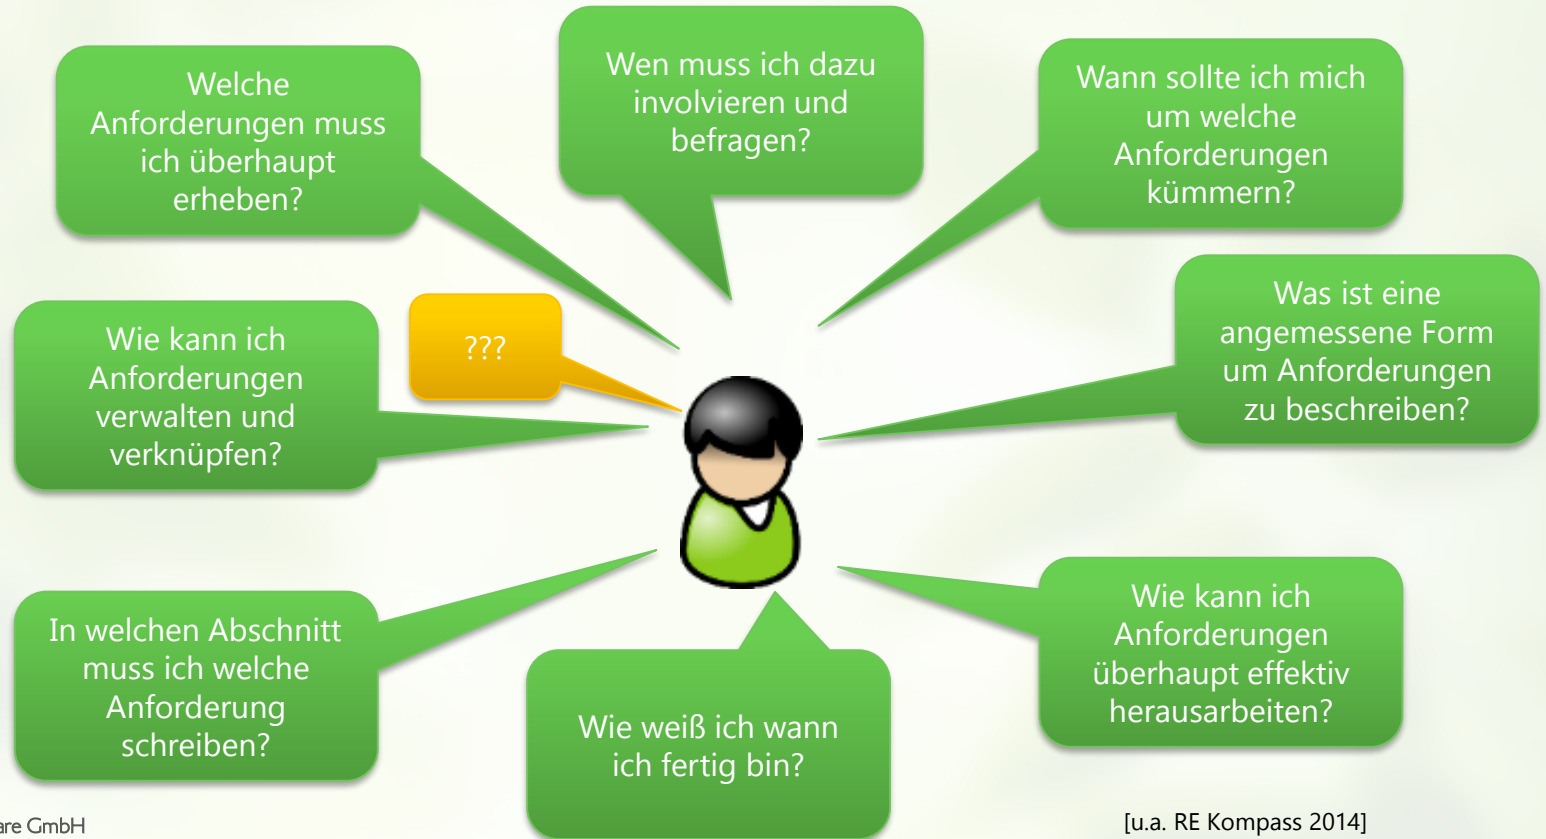 Welche
Anforderungen muss
ich überhaupt
erheben?
Wen muss ich dazu
involvieren und
befragen?
Wann sollte ich mich
um welche
Anforderungen
kümmern?
Wie kann ich
Anforderungen
verwalten und
verknüpfen?
???
Was ist eine
angemessene Form
um Anforderungen
zu beschreiben?
In welchen Abschnitt
muss ich welche
Anforderung
schreiben?
Wie weiß ich wann
ich fertig bin?
Wie kann ich
Anforderungen
überhaupt effektiv
herausarbeiten?
GmbH
[u.a. RE Kompass 2014]